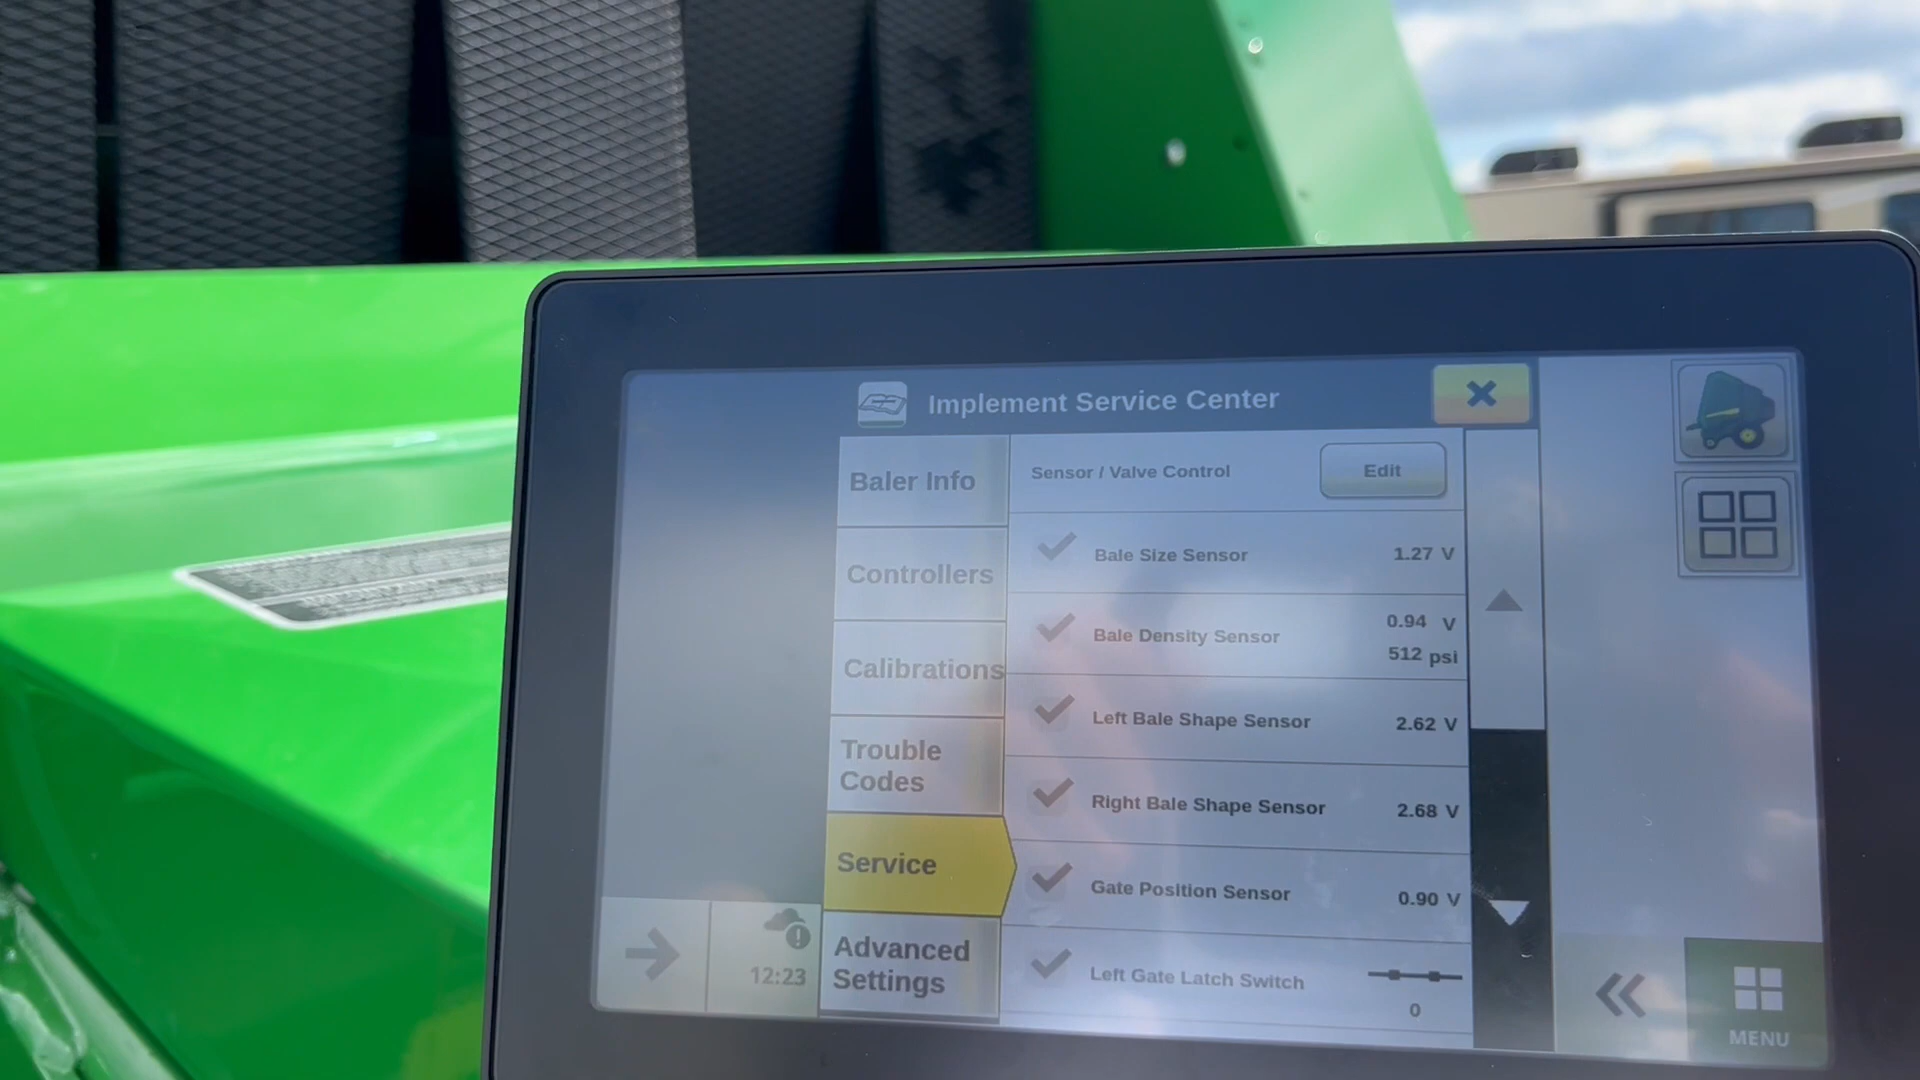 Implement Service Center
Baler Info
Controllers
Calibrations
Trouble
Codes
Service
Advanced
Settings
Sensor / Valve Control
Edit
Bale Size Sensor 1.27 V
Bale Density Sensor 0.94 V
512 psi
Left Bale Shape Sensor 2.62 V
Right Bale Shape Sensor 2.68 V
Gate Position Sensor 0.90 V
Left Gate Latch Switch
0
12:23
MENU